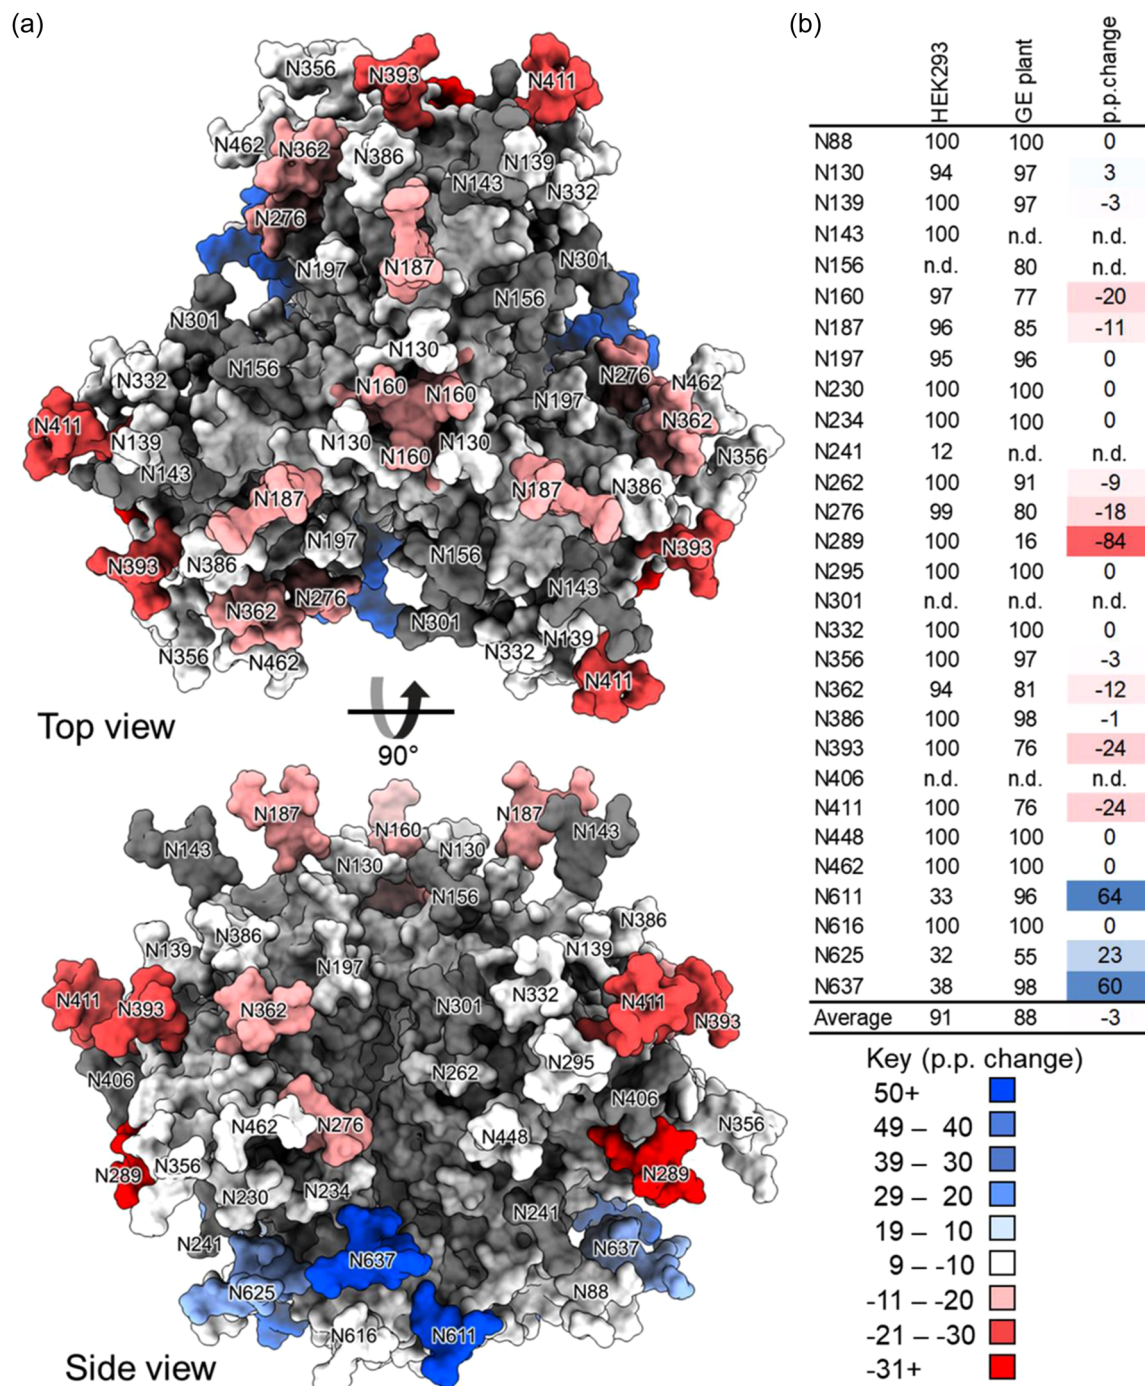 (a)
N356 N393 N411
N462 N362 N386 N139
N143 N332
N276
N197 N187 N301
N301 N156
N130
N332 N156 N160 N160 N276 N462
N197 N362
N411 N139 N130 N130
N143 N160 N356
N187 N187 N386
N393 N386 N197 N156 N393
N362 N276 N143
N301 N139
N356 N462 N332
N411
Top view
90°
N187 N160 N187
N143 N130 N130 N143
N156
N139 N386 N197 N139 N386
N411 N393 N362 N301 N332 N411 N393
N406 N262 N295
N462 N276 N448 N406 N356
N289 N356 N289
N230 N234 N241
N241 N637 N637
N625 N88
N616 N611
Side view
(b)
HEK293 GE plant p.p.change
N88 100 100 0
N130 94 97 3
N139 100 97 -3
N143 100 n.d. n.d.
N156 n.d. 80 n.d.
N160 97 77 -20
N187 96 85 -11
N197 95 96 0
N230 100 100 0
N234 100 100 0
N241 12 n.d. n.d.
N262 100 91 -9
N276 99 80 -18
N289 100 16 -84
N295 100 100 0
N301 n.d. n.d. n.d.
N332 100 100 0
N356 100 97 -3
N362 94 81 -12
N386 100 98 -1
N393 100 76 -24
N406 n.d. n.d. n.d.
N411 100 76 -24
N448 100 100 0
N462 100 100 0
N611 33 96 64
N616 100 100 0
N625 32 55 23
N637 38 98 60
Average 91 88 -3
Key (p.p. change)
50+
49 – 40
39 – 30
29 – 20
19 – 10
9 – -10
-11 – -20
-21 – -30
-31+